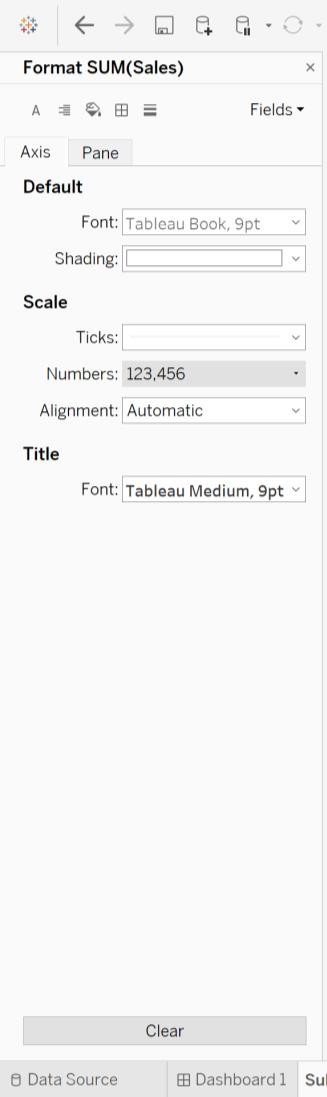 Format SUM(Sales)
A
Fields
Axis
Pane
Default
Font: Tableau Book, 9pt
Shading:
Scale
Ticks:
Numbers: 123,456
Alignment: Automatic
Title
Font: Tableau Medium, 9pt
Clear
Data Source
Dashboard 1